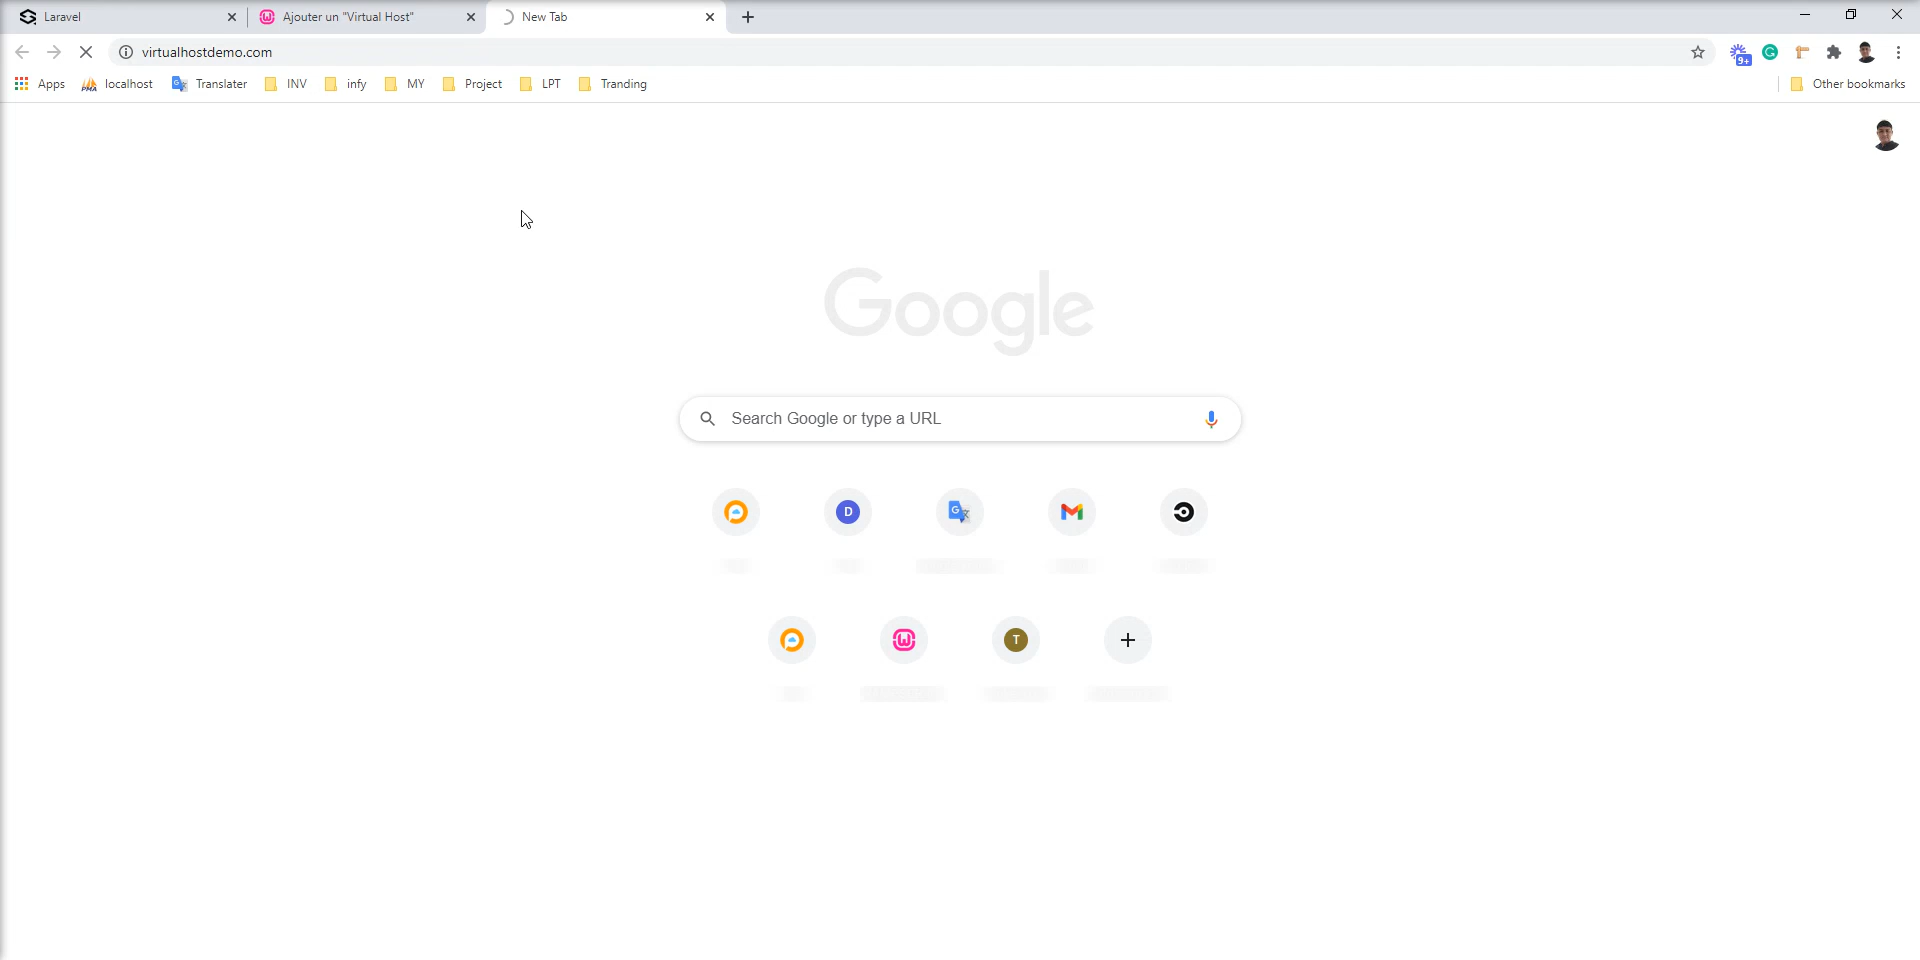 Laravel
Ajouter un "Virtual Host"
New Tab
virtualhostdemo.com
9+
Apps
localhost
Translater
INV
infy
MY
Project
LPT
Tranding
Other bookmarks
Google
Search Google or type a URL
D
T